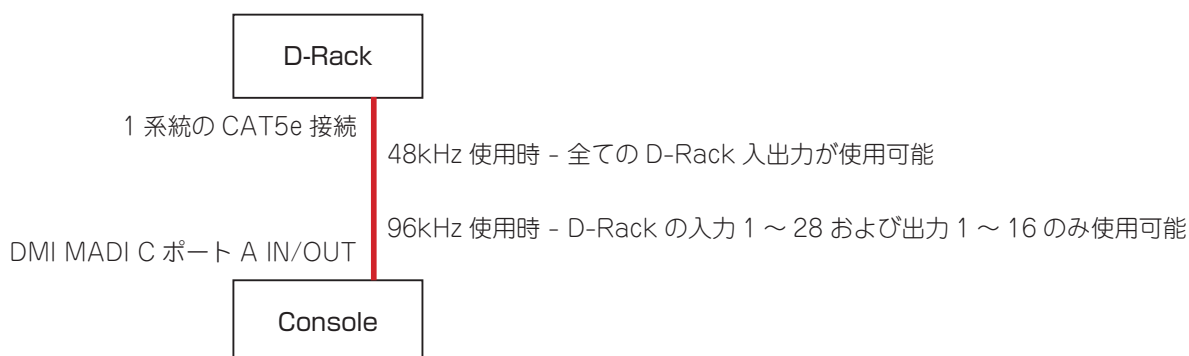 D-Rack
1 系統の CAT5e 接続
48kHz 使用時 - 全ての D-Rack 入出力が使用可能
96kHz 使用時 - D-Rack の入力 1 ～ 28 および出力 1 ～ 16 のみ使用可能
DMI MADI C ポート A IN/OUT
Console